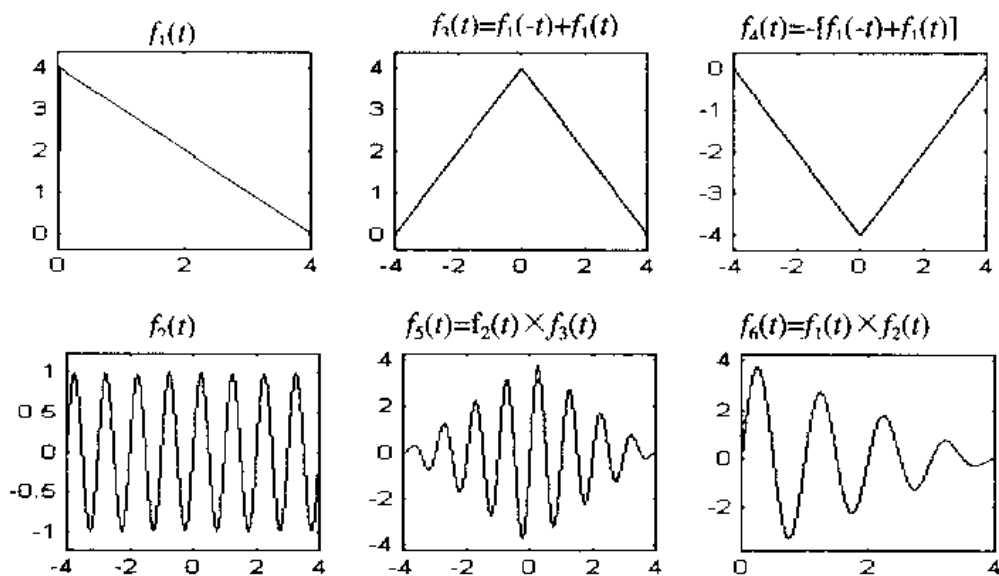 f₁(t)
f₃(t)=f₁(-t)+f₁(t)
f₄(t)=-[f₁(-t)+f₁(t)]
4
3
2
1
0
0 2 4
4
3
2
1
0
-4 -2 0 2 4
0
-1
-2
-3
-4
-4 -2 0 2 4
f₂(t)
f₅(t)=f₂(t)×f₃(t)
f₆(t)=f₁(t)×f₂(t)
1
0 5
0
-0.5
-1
-4 -2 0 2 4
4
2
0
-2
-4
-4 -2 0 2 4
4
2
0
-2
0 2 4